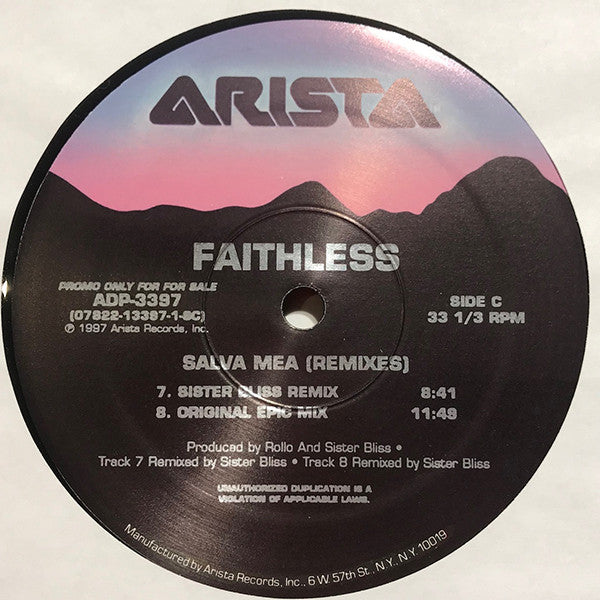 ARISTA
FAITHLESS
PROMO ONLY FOR FOR SALE
ADP-3397
(07822-13397-1-SC)
℗ 1997 Arista Records, Inc.
SIDE C
33 1/3 RPM
SALVA MEA (REMIXES)
7. SISTER BLISS REMIX 8:41
8. ORIGINAL EPIC MIX 11:49
Produced by Rollo And Sister Bliss •
Track 7 Remixed by Sister Bliss • Track 8 Remixed by Sister Bliss
UNAUTHORIZED DUPLICATION IS A
VIOLATION OF APPLICABLE LAWS.
Manufactured by Arista Records, Inc., 6 W. 57th St., N.Y., N.Y. 10019